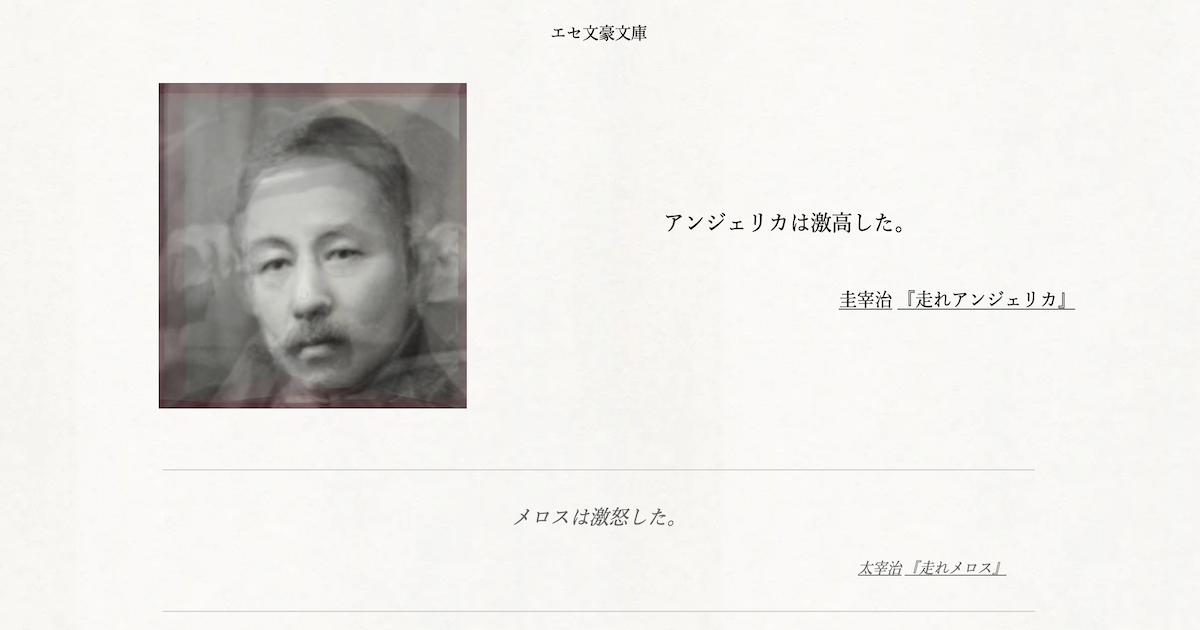 エセ文豪文庫
アンジェリカは激高した。
圭宰治 『走れアンジェリカ』
メロスは激怒した。
太宰治 『走れメロス』